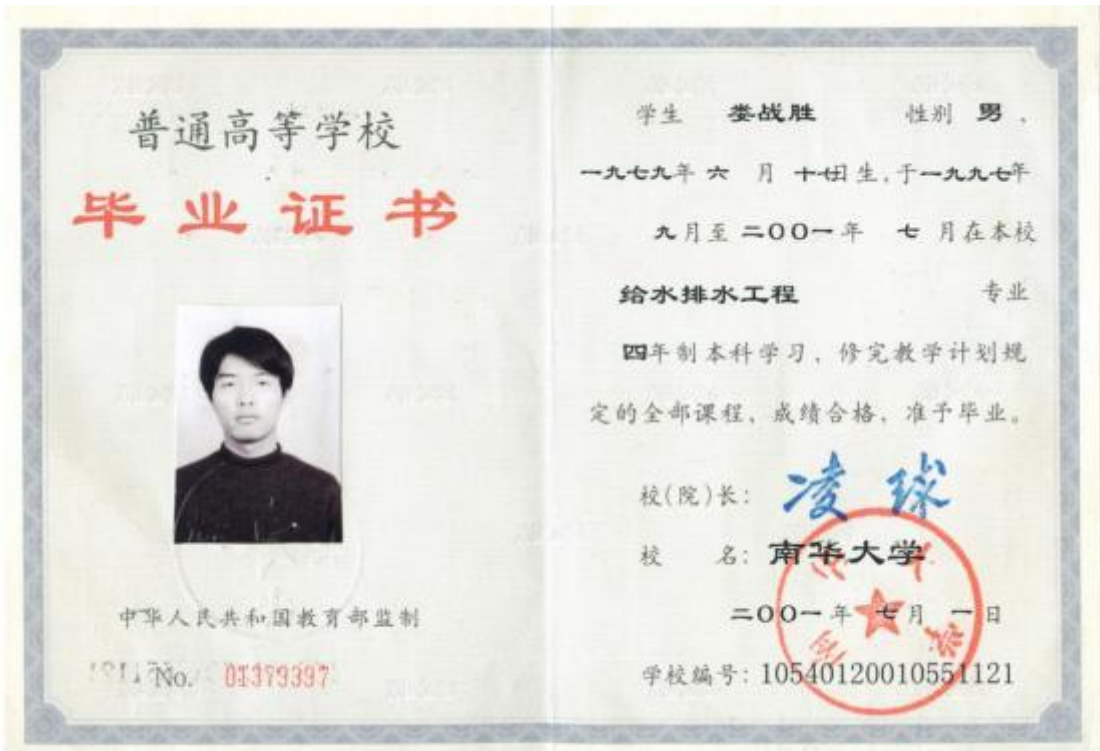 普通高等学校
毕业证书
中华人民共和国教育部监制
No. 01379397
学生 娄战胜 性别 男，
一九七九年 六 月 十七日生，于一九九七年
九月至 二〇〇一年 七 月在本校
给水排水工程 专业
四年制本科学习，修完教学计划规
定的全部课程，成绩合格，准予毕业。
校(院)长： 凌球
校 名：南华大学
二〇〇一年 七月 一日
学校编号：105401200105551121